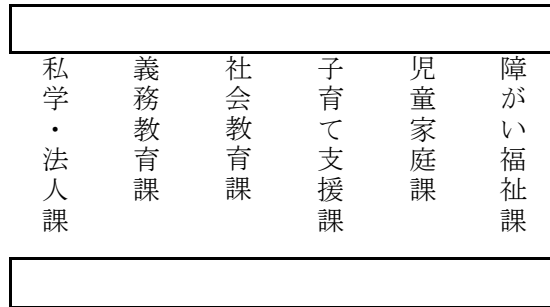 障がい福祉課
児童家庭課
子育て支援課
社会教育課
義務教育課
私学・法人課